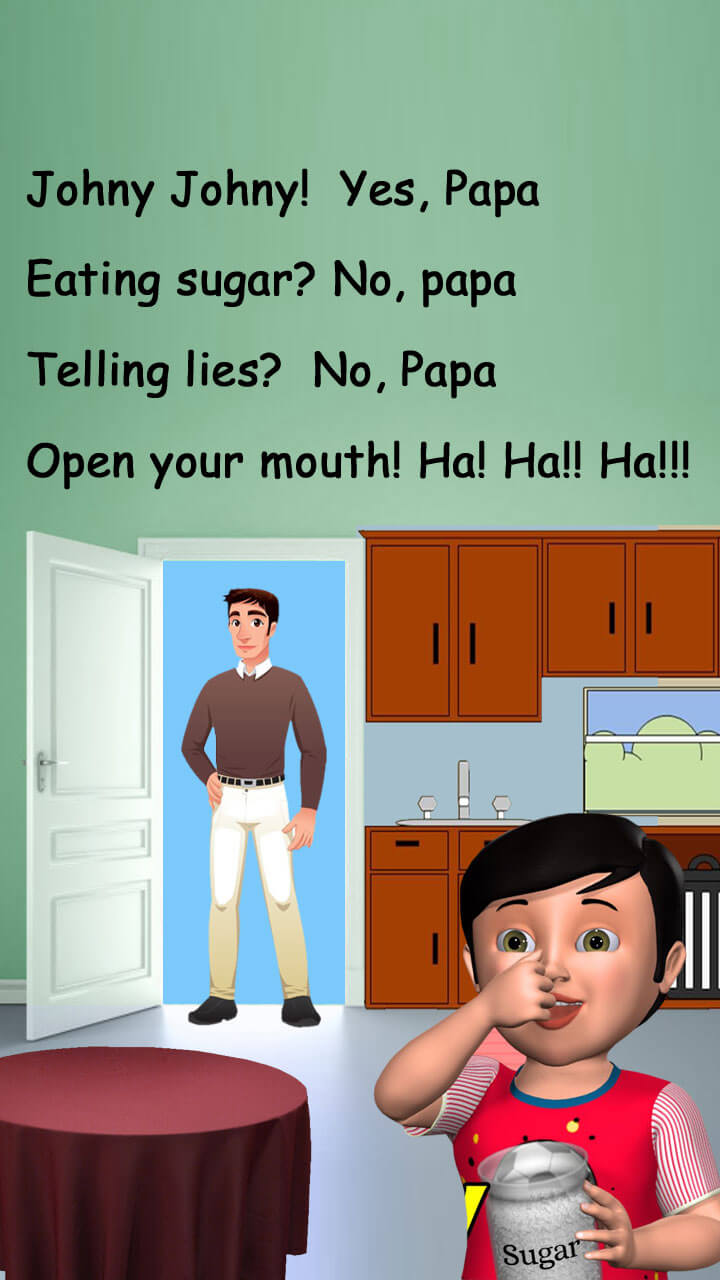 Johny Johny! Yes, Papa
Eating sugar? No, papa
Telling lies? No, Papa
Open your mouth! Ha! Ha!! Ha!!!
Sugar